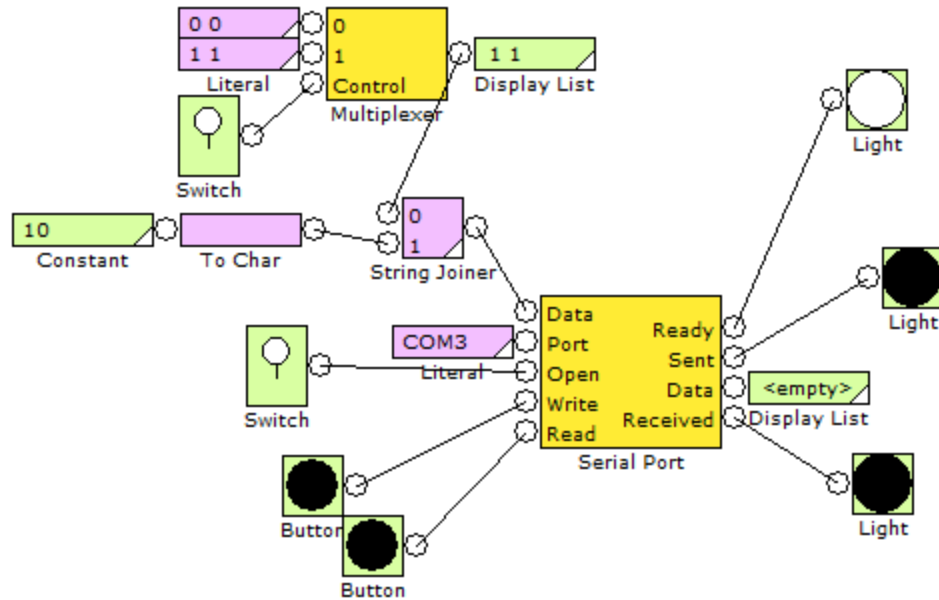 0 0
0
1 1
1
1 1
Literal
Control
Display List
Multiplexer
Light
Switch
0
10
1
Constant
To Char
String Joiner
Data
Ready
COM3
Port
Literal
Sent
Light
Open
Data
<empty>
Switch
Write
Received
Display List
Read
Serial Port
Button
Light
Button